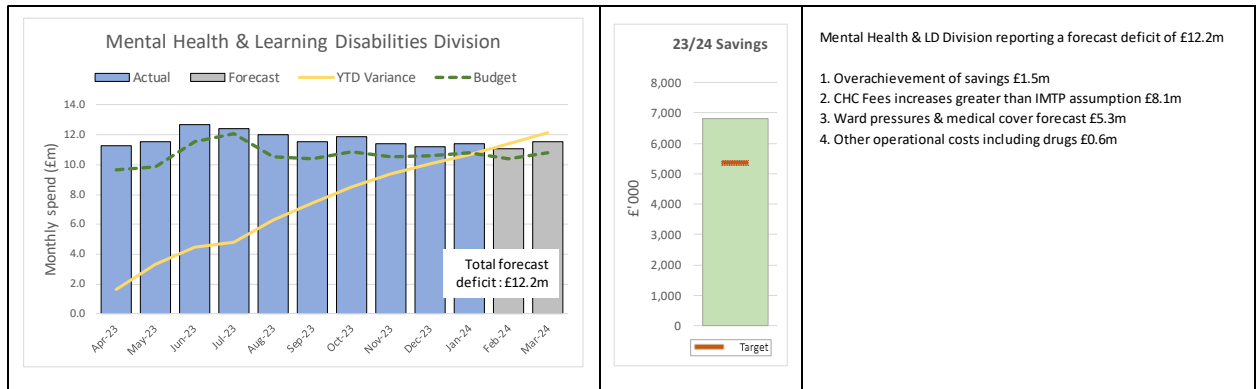 Mental Health & Learning Disabilities Division
Actual Forecast YTD Variance Budget
14.0
12.0
10.0
8.0
6.0
4.0
2.0
0.0
Monthly spend (£m)
Total forecast
deficit : £12.2m
Apr-23 May-23 Jun-23 Jul-23 Aug-23 Sep-23 Oct-23 Nov-23 Dec-23 Jan-24 Feb-24 Mar-24
23/24 Savings
8,000
7,000
6,000
5,000
4,000
3,000
2,000
1,000
0
£'000
Target
Mental Health & LD Division reporting a forecast deficit of £12.2m
1. Overachievement of savings £1.5m
2. CHC Fees increases greater than IMTP assumption £8.1m
3. Ward pressures & medical cover forecast £5.3m
4. Other operational costs including drugs £0.6m